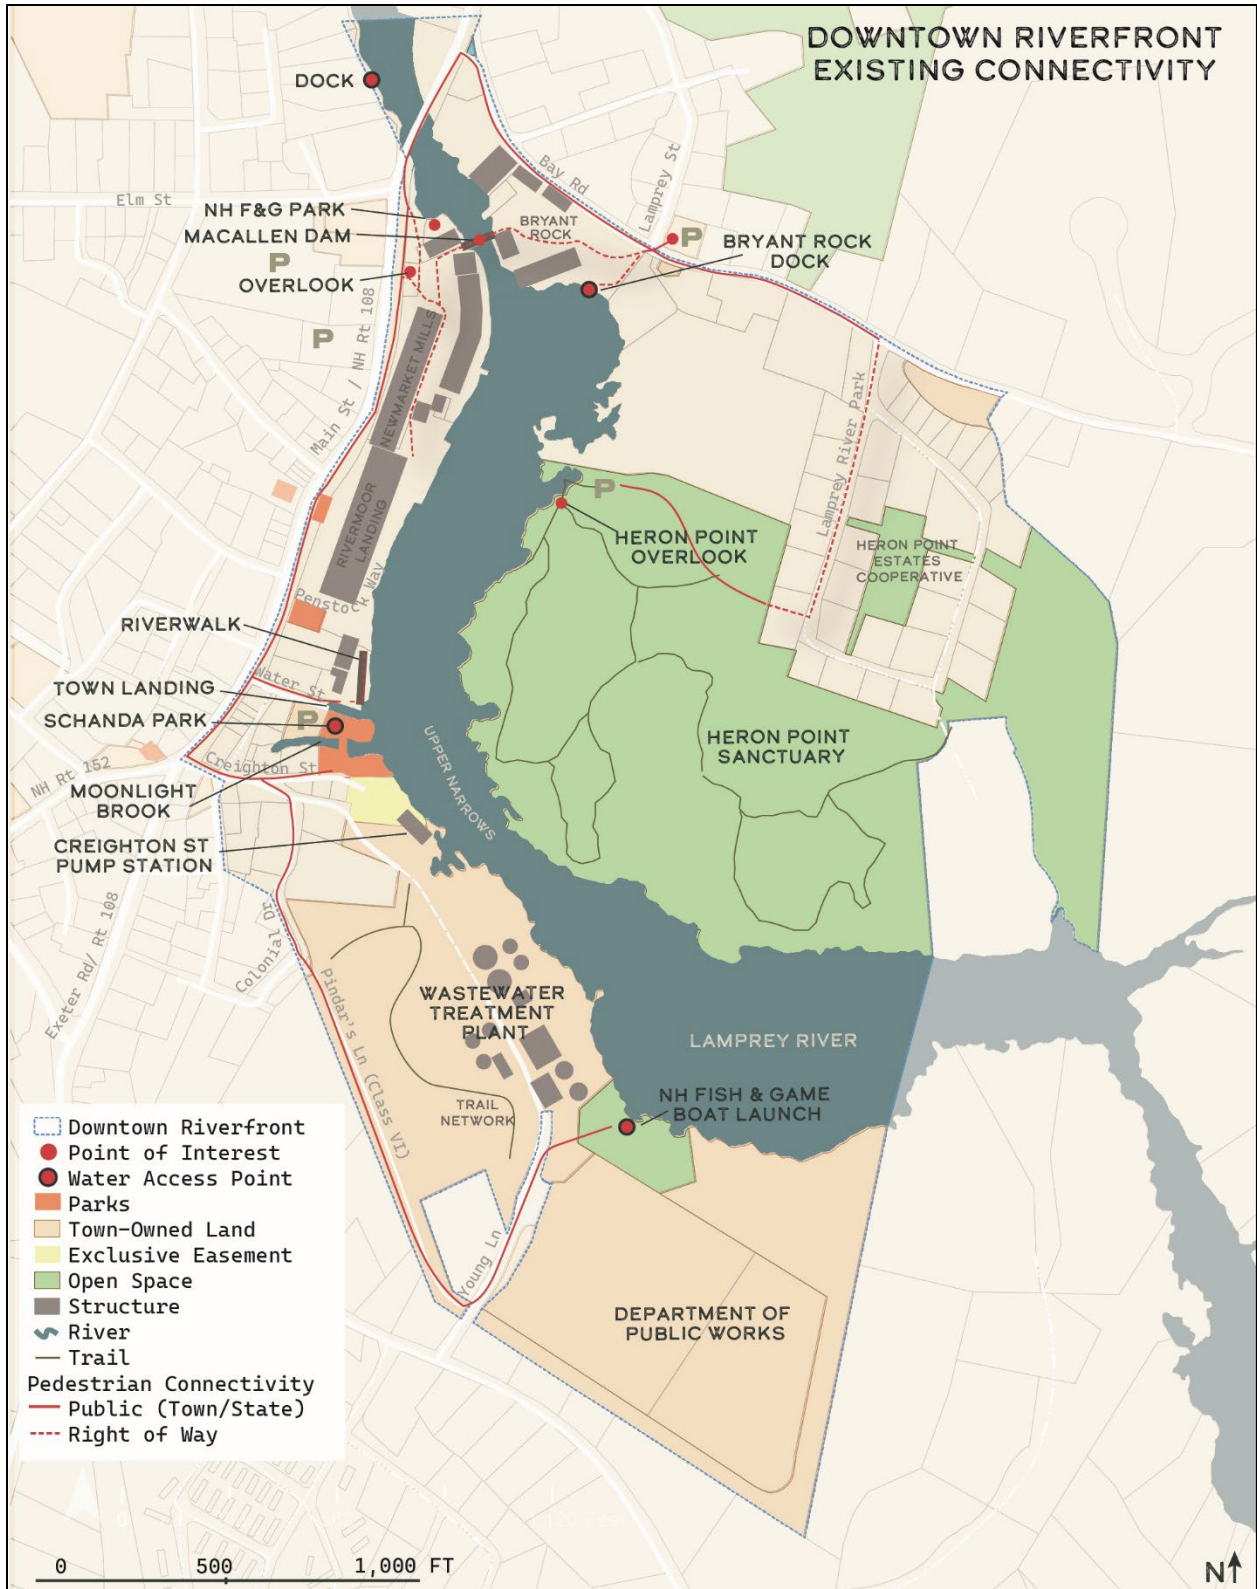 DOWNTOWN RIVERFRONT
EXISTING CONNECTIVITY
DOCK
Bay Rd
Lamprey St
Elm St
NH F&G PARK
MACALLEN DAM
OVERLOOK
P
P
BRYANT
ROCK
P
BRYANT ROCK
DOCK
Main St / NH Rt 108
NEWMARKET MILLS
Lamprey River Park
RIVERMOOR
LANDING
P
HERON POINT
OVERLOOK
HERON POINT
ESTATES
COOPERATIVE
Penstock Way
RIVERWALK
Water St
TOWN LANDING
SCHANDA PARK
P
UPPER NARROWS
HERON POINT
SANCTUARY
NH Rt 152
Creighton St
MOONLIGHT
BROOK
CREIGHTON ST
PUMP STATION
Exeter Rd/ Rt 108
Colonial Dr
Pindar's Ln (Class VI)
WASTEWATER
TREATMENT
PLANT
LAMPREY RIVER
TRAIL
NETWORK
NH FISH & GAME
BOAT LAUNCH
Young Ln
DEPARTMENT OF
PUBLIC WORKS
Downtown Riverfront
Point of Interest
Water Access Point
Parks
Town-Owned Land
Exclusive Easement
Open Space
Structure
River
Trail
Pedestrian Connectivity
Public (Town/State)
Right of Way
0 500 1,000 FT
N